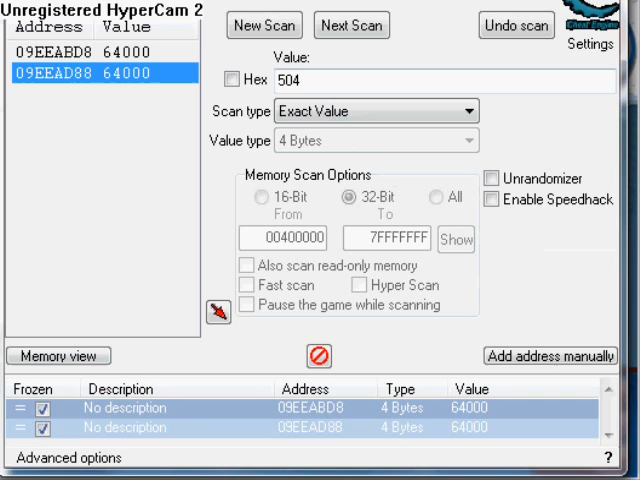 Unregistered HyperCam 2
Address Value
09EEABD8 64000
09EEAD88 64000
New Scan Next Scan Undo scan
Cheat Engine
Settings
Value:
Hex 504
Scan type Exact Value
Value type 4 Bytes
Memory Scan Options
16-Bit 32-Bit All
From To
00400000 7FFFFFFF Show
Also scan read-only memory
Fast scan Hyper Scan
Pause the game while scanning
Unrandomizer
Enable Speedhack
Memory view Add address manually
Frozen Description Address Type Value
= No description 09EEABD8 4 Bytes 64000
= No description 09EEAD88 4 Bytes 64000
Advanced options ?